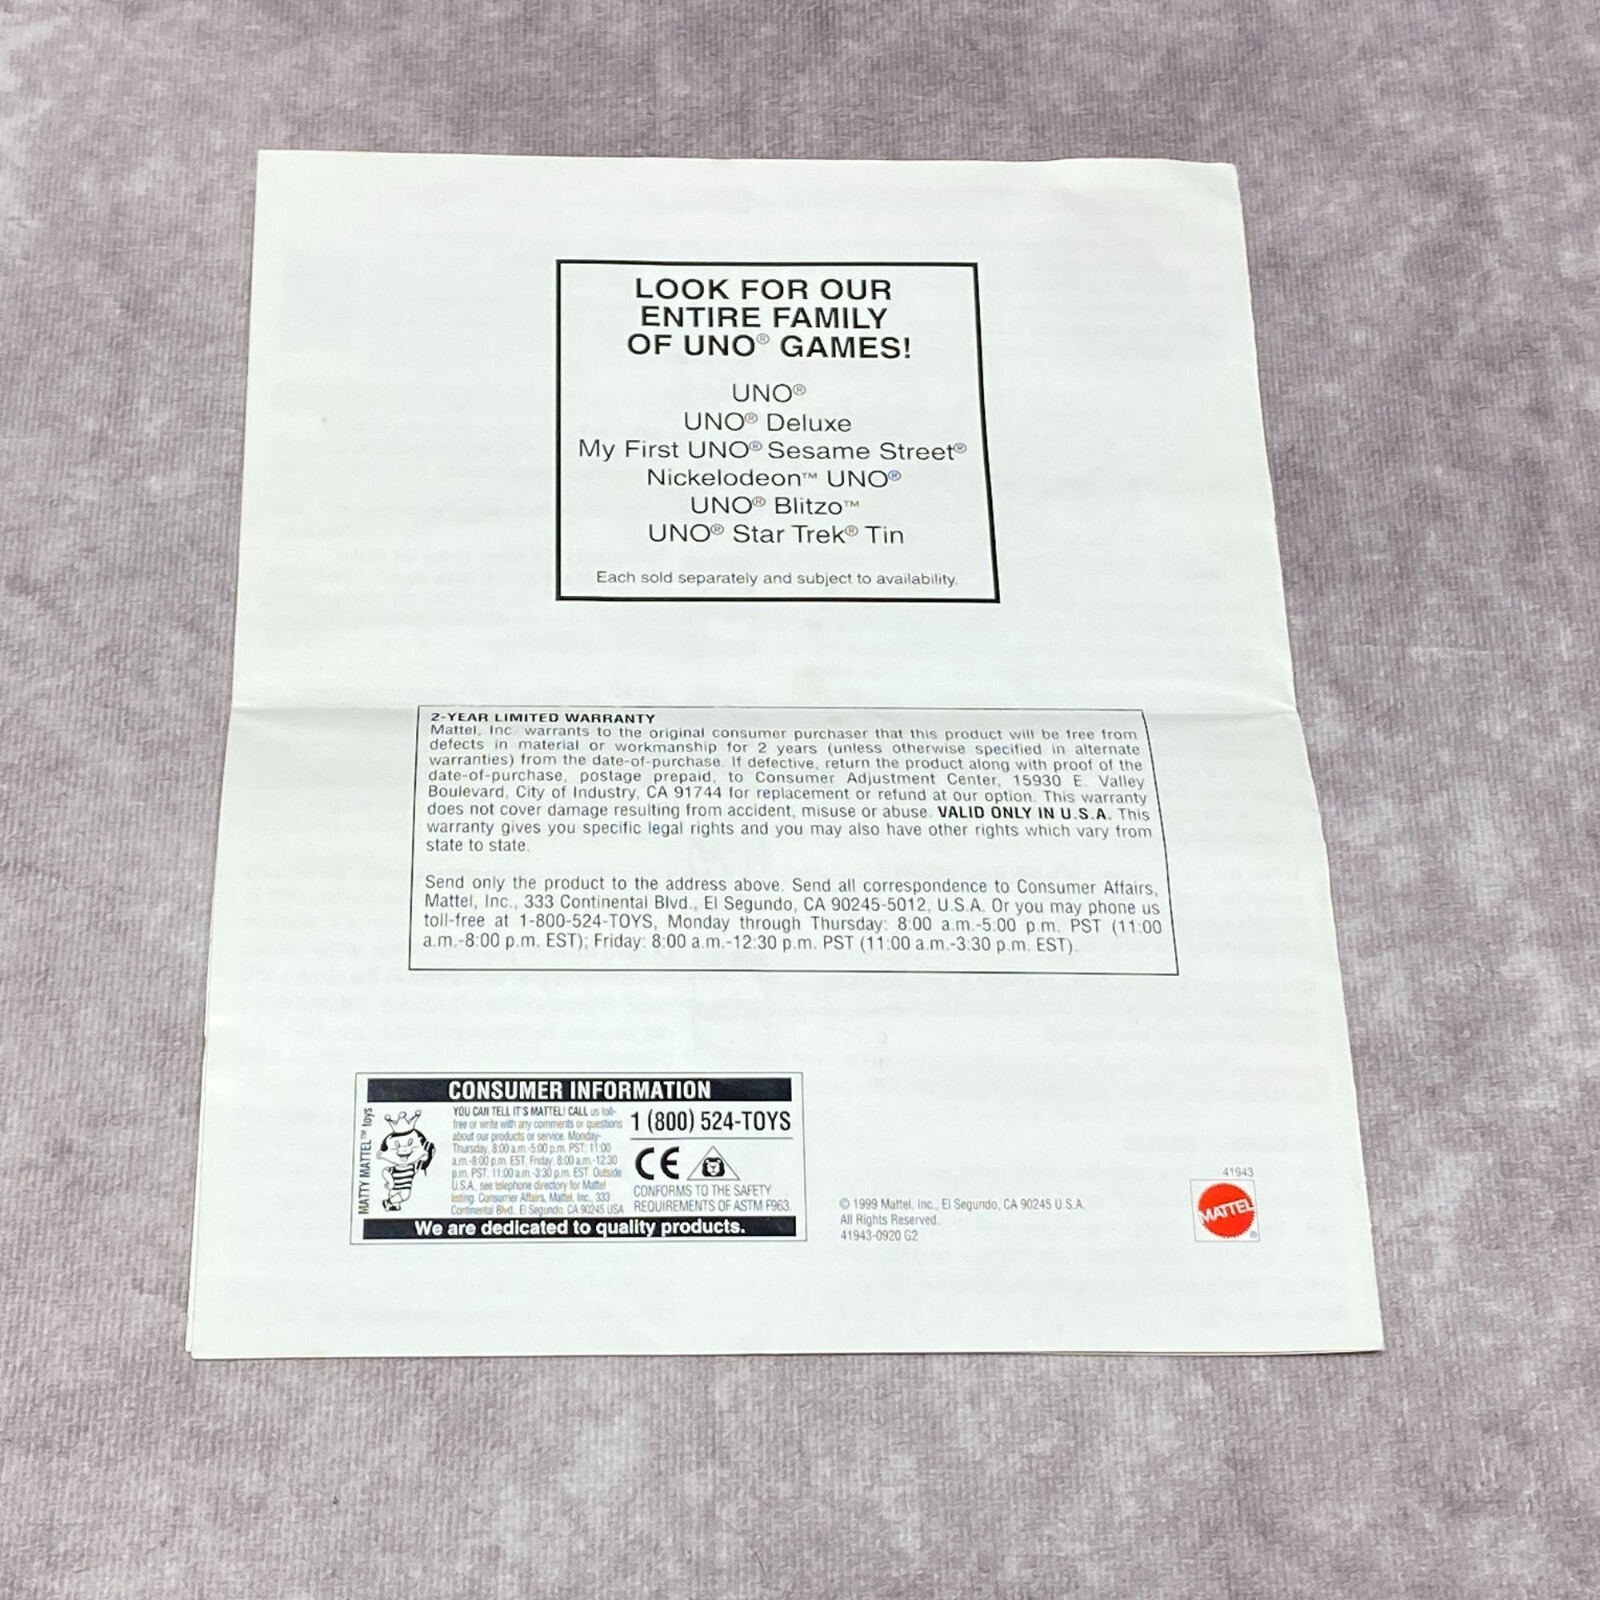 LOOK FOR OUR
ENTIRE FAMILY
OF UNO® GAMES!
UNO®
UNO® Deluxe
My First UNO® Sesame Street®
Nickelodeon™ UNO®
UNO® Blitzo™
UNO® Star Trek® Tin
Each sold separately and subject to availability.
2-YEAR LIMITED WARRANTY
Mattel, Inc. warrants to the original consumer purchaser that this product will be free from
defects in material or workmanship for 2 years (unless otherwise specified in alternate
warranties) from the date-of-purchase. If defective, return the product along with proof of the
date-of-purchase, postage prepaid, to Consumer Adjustment Center, 15930 E. Valley
Boulevard, City of Industry, CA 91744 for replacement or refund at our option. This warranty
does not cover damage resulting from accident, misuse or abuse. VALID ONLY IN U.S.A. This
warranty gives you specific legal rights and you may also have other rights which vary from
state to state.
Send only the product to the address above. Send all correspondence to Consumer Affairs,
Mattel, Inc., 333 Continental Blvd., El Segundo, CA 90245-5012, U.S.A. Or you may phone us
toll-free at 1-800-524-TOYS, Monday through Thursday: 8:00 a.m.-5:00 p.m. PST (11:00
a.m.-8:00 p.m. EST); Friday: 8:00 a.m.-12:30 p.m. PST (11:00 a.m.-3:30 p.m. EST).
CONSUMER INFORMATION
MATTY MATTEL™ toys
YOU CAN TELL IT'S MATTEL! CALL us toll-
free or write with any comments or questions
about our products or service. Monday-
Thursday, 8:00 a.m.-5:00 p.m. PST; 11:00
a.m.-8:00 p.m. EST, Friday, 8:00 a.m.-12:30
p.m. PST, 11:00 a.m.-3:30 p.m. EST. Outside
U.S.A., see telephone directory for Mattel
listing. Consumer Affairs, Mattel, Inc., 333
Continental Blvd., El Segundo, CA 90245 USA
1 (800) 524-TOYS
CE
CONFORMS TO THE SAFETY
REQUIREMENTS OF ASTM F963.
We are dedicated to quality products.
© 1999 Mattel, Inc., El Segundo, CA 90245 U.S.A.
All Rights Reserved.
41943-0920 G2
41943
MATTEL®